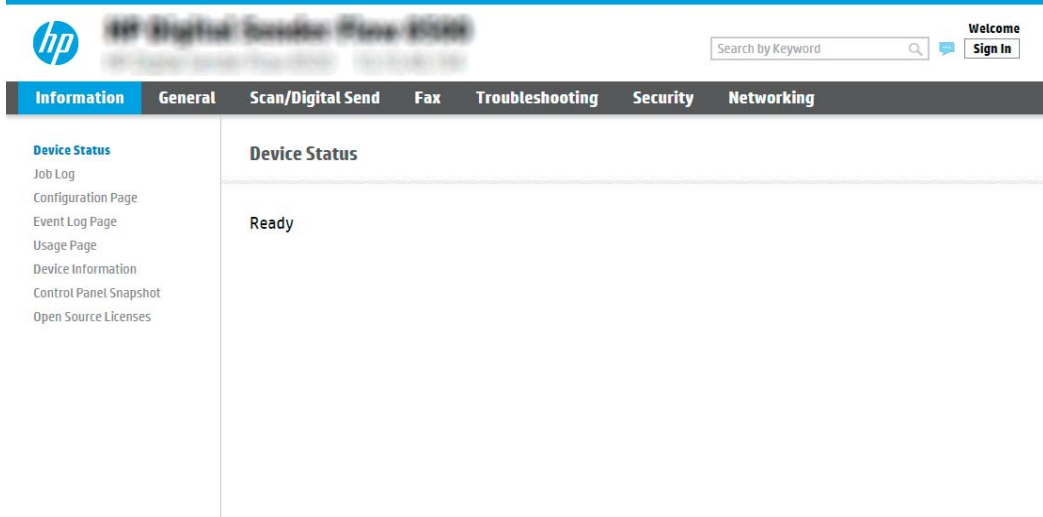 hp
Welcome
Search by Keyword
Sign In
Information General Scan/Digital Send Fax Troubleshooting Security Networking
Device Status
Job Log
Configuration Page
Event Log Page
Usage Page
Device Information
Control Panel Snapshot
Open Source Licenses
Device Status
Ready